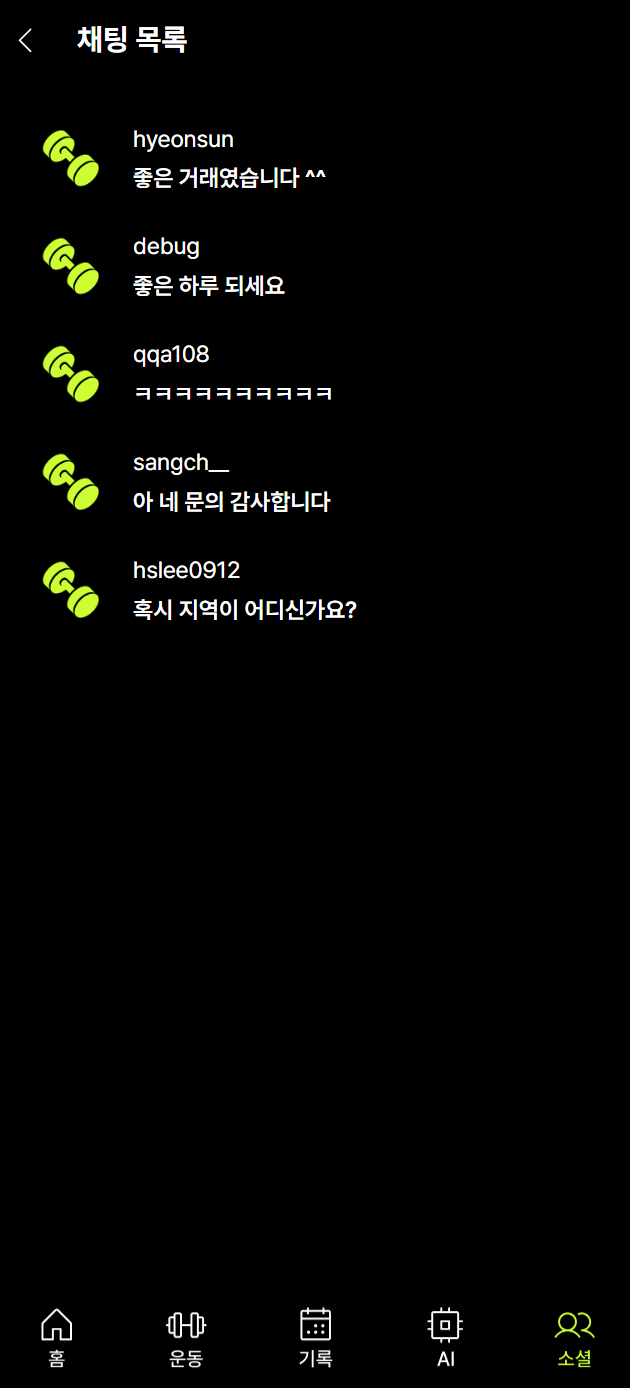 채팅 목록
hyeonsun
좋은 거래였습니다 ^^
debug
좋은 하루 되세요
qqa108
ㅋㅋㅋㅋㅋㅋㅋㅋㅋㅋ
sangch__
아 네 문의 감사합니다
hslee0912
혹시 지역이 어디신가요?
홈 운동 기록 AI 소셜